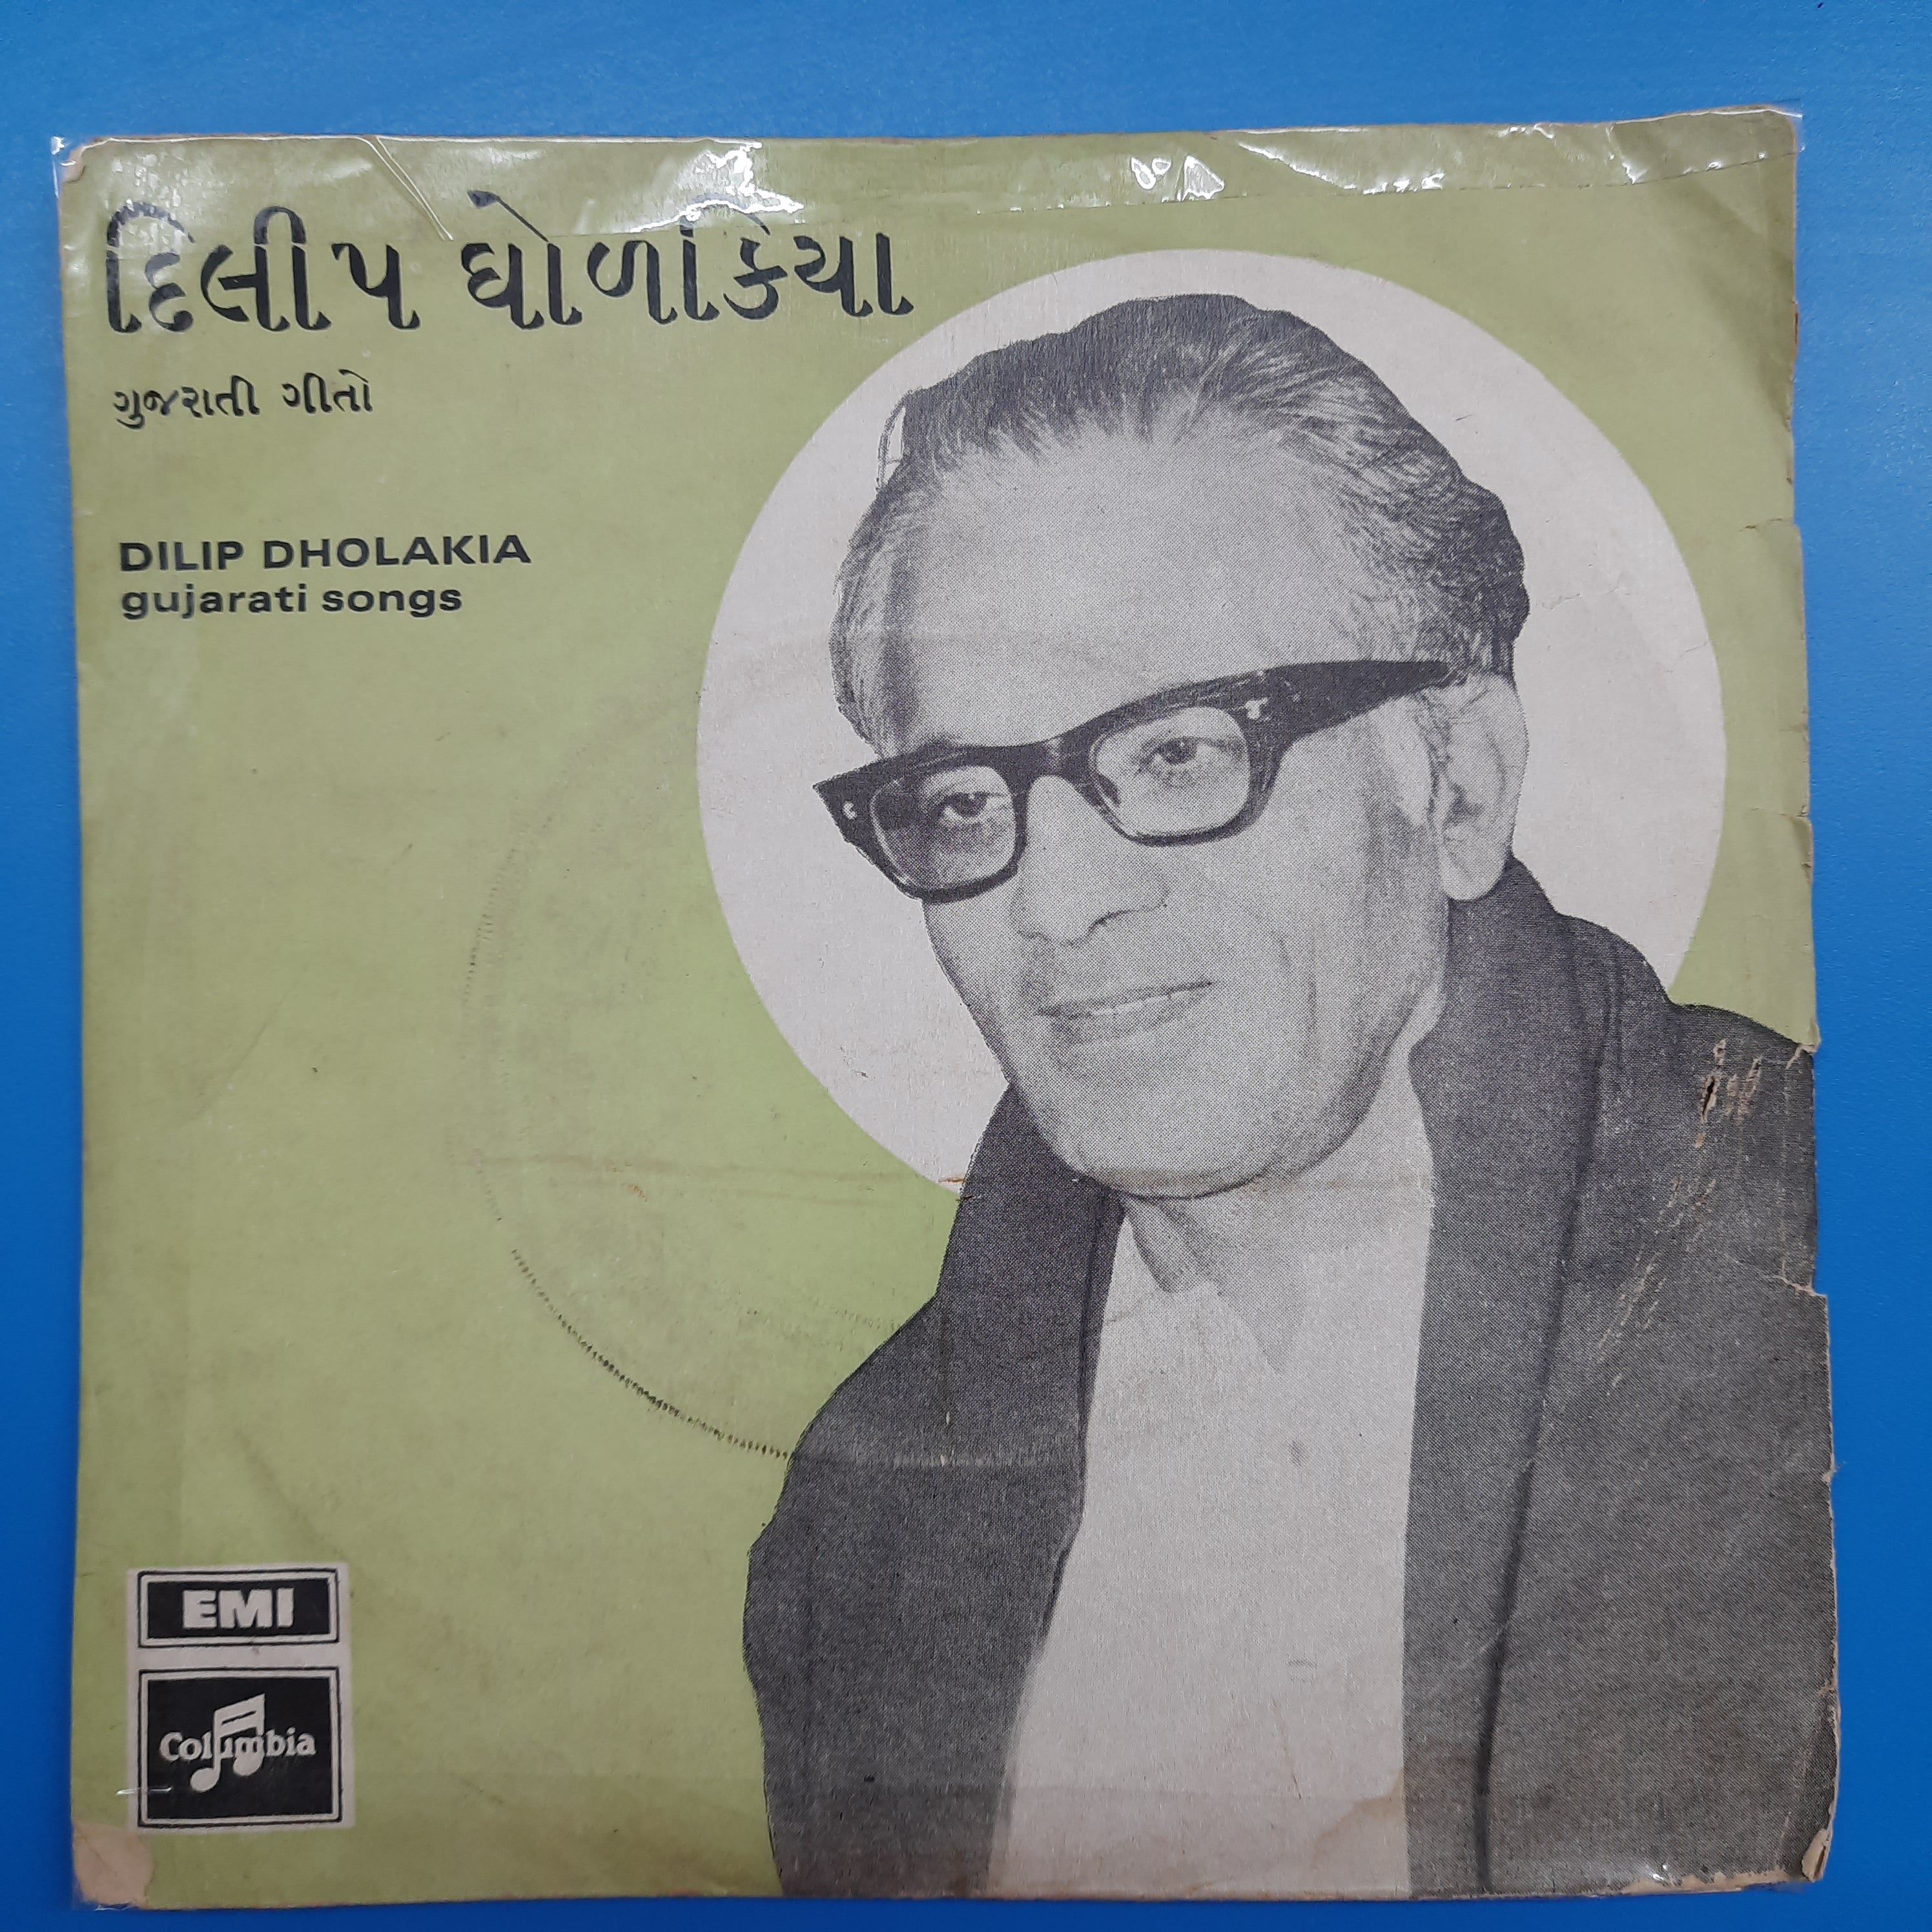 દિલીપ ધોળકિયા
ગુજરાતી ગીતો
DILIP DHOLAKIA
gujarati songs
EMI
Columbia